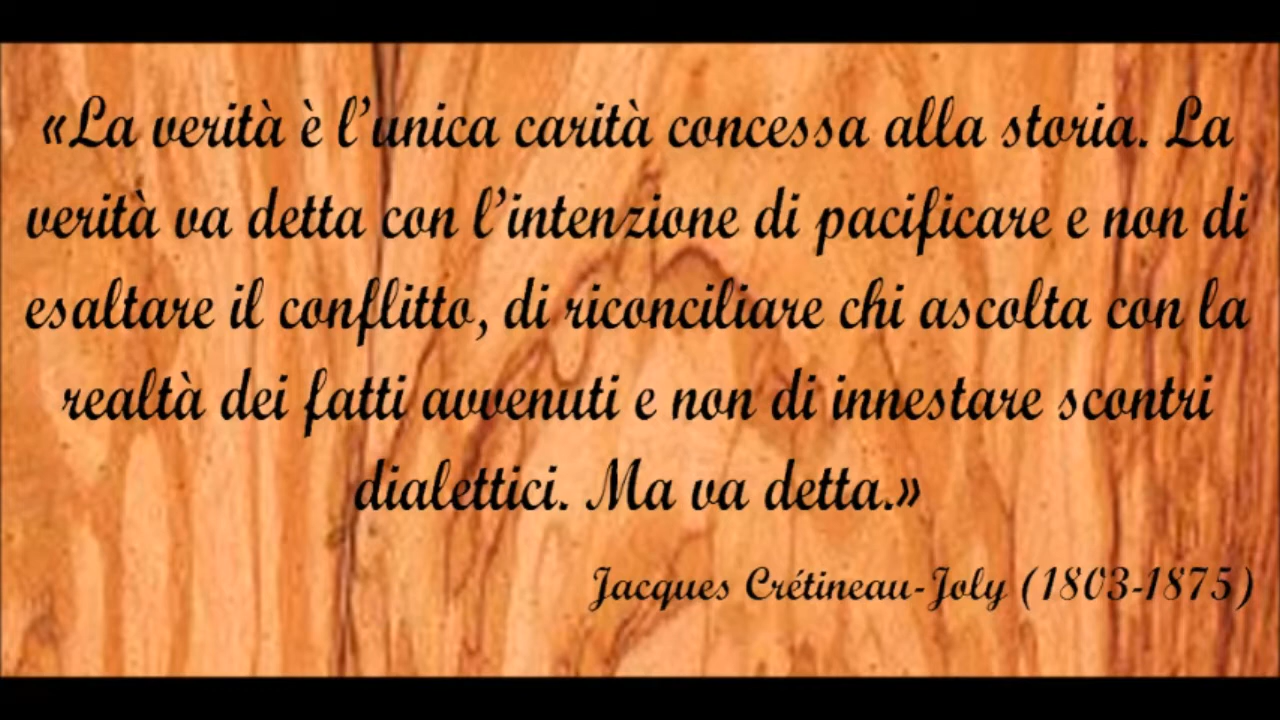 «La verità è l’unica carità concessa alla storia. La
verità va detta con l’intenzione di pacificare e non di
esaltare il conflitto, di riconciliare chi ascolta con la
realtà dei fatti avvenuti e non di innestare scontri
dialettici. Ma va detta.»
Jacques Crétineau-Joly (1803-1875)